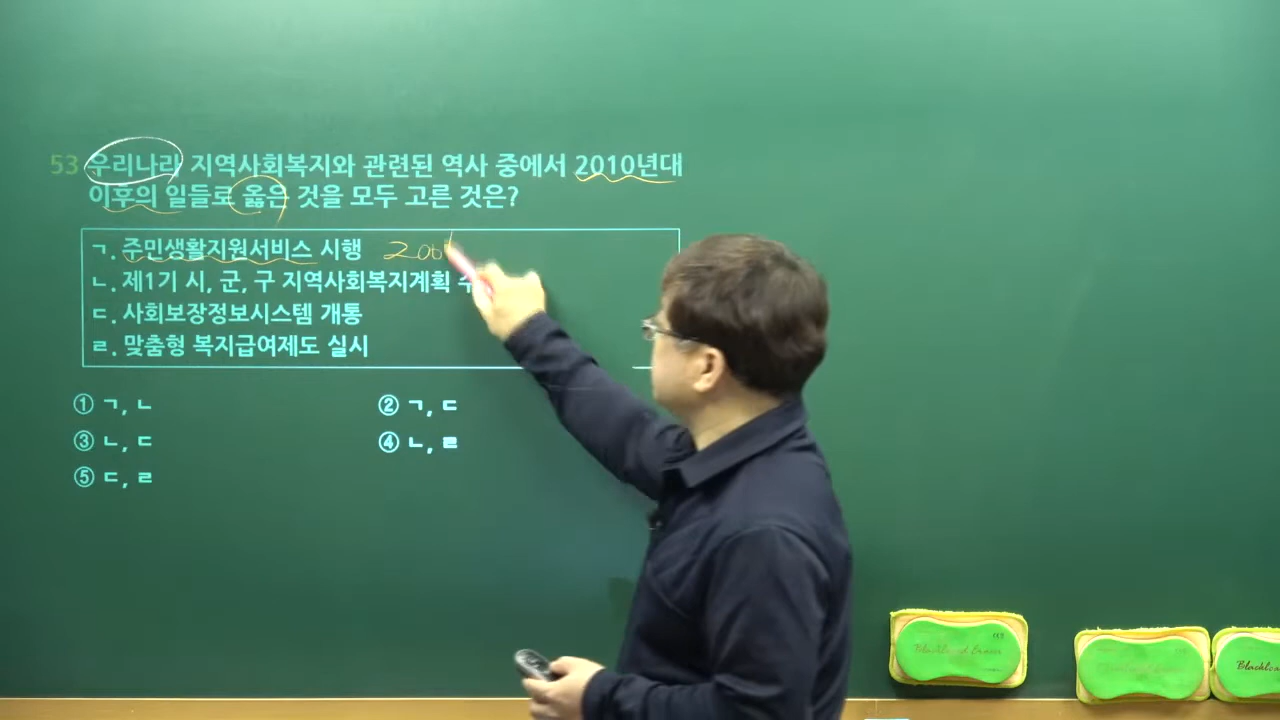 53 우리나라 지역사회복지와 관련된 역사 중에서 2010년대
이후의 일들로 옳은 것을 모두 고른 것은?
ㄱ. 주민생활지원서비스 시행 200
ㄴ. 제1기 시, 군, 구 지역사회복지계획
ㄷ. 사회보장정보시스템 개통
ㄹ. 맞춤형 복지급여제도 실시
① ㄱ, ㄴ
② ㄱ, ㄷ
③ ㄴ, ㄷ
④ ㄴ, ㄹ
⑤ ㄷ, ㄹ
Blackboard Eraser